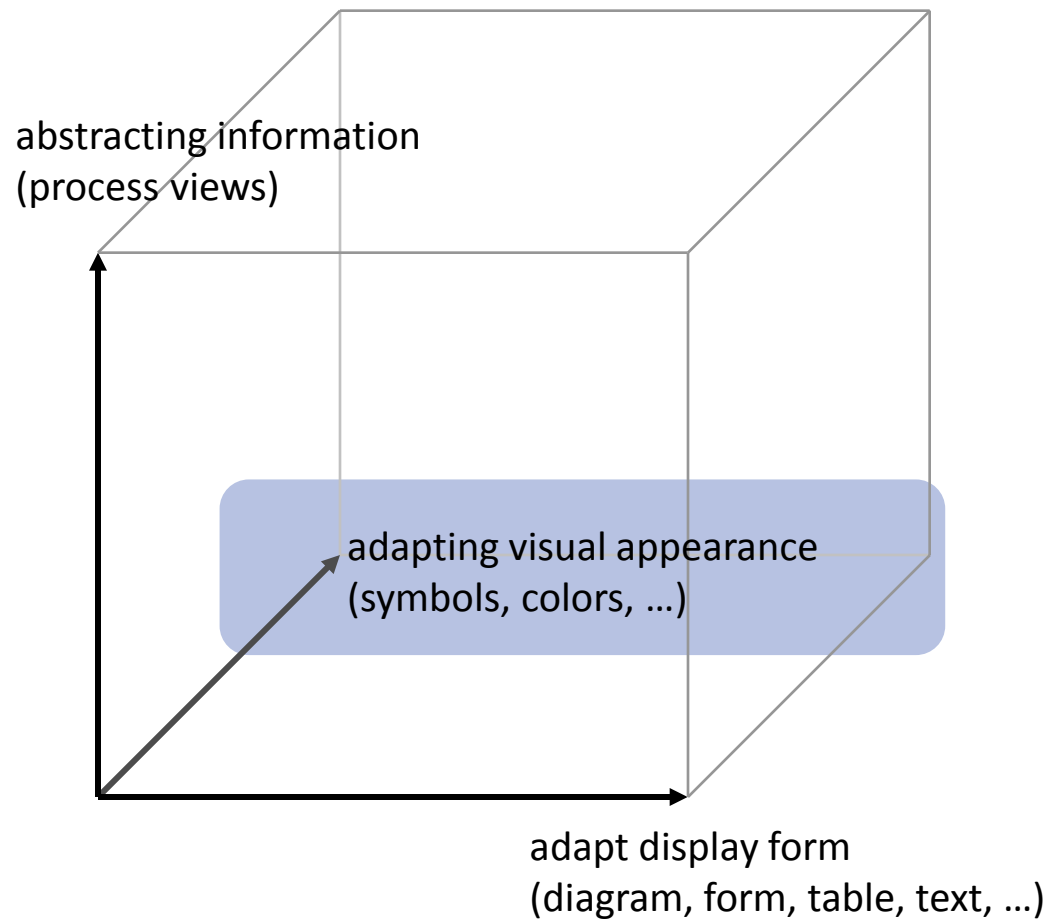 abstracting information
(process views)
adapting visual appearance
(symbols, colors, …)
adapt display form
(diagram, form, table, text, …)